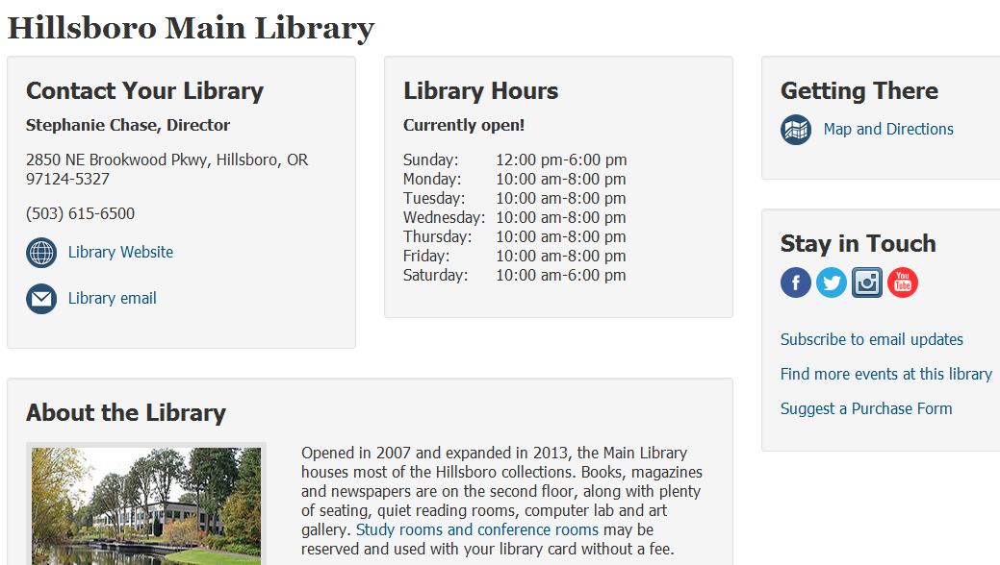 Hillsboro Main Library
Contact Your Library
Stephanie Chase, Director
2850 NE Brookwood Pkwy, Hillsboro, OR
97124-5327
(503) 615-6500
Library Website
Library email
Library Hours
Currently open!
Sunday: 12:00 pm-6:00 pm
Monday: 10:00 am-8:00 pm
Tuesday: 10:00 am-8:00 pm
Wednesday: 10:00 am-8:00 pm
Thursday: 10:00 am-8:00 pm
Friday: 10:00 am-8:00 pm
Saturday: 10:00 am-6:00 pm
Getting There
Map and Directions
Stay in Touch
f
You
Tube
Subscribe to email updates
Find more events at this library
Suggest a Purchase Form
About the Library
Opened in 2007 and expanded in 2013, the Main Library
houses most of the Hillsboro collections. Books, magazines
and newspapers are on the second floor, along with plenty
of seating, quiet reading rooms, computer lab and art
gallery. Study rooms and conference rooms may be
reserved and used with your library card without a fee.